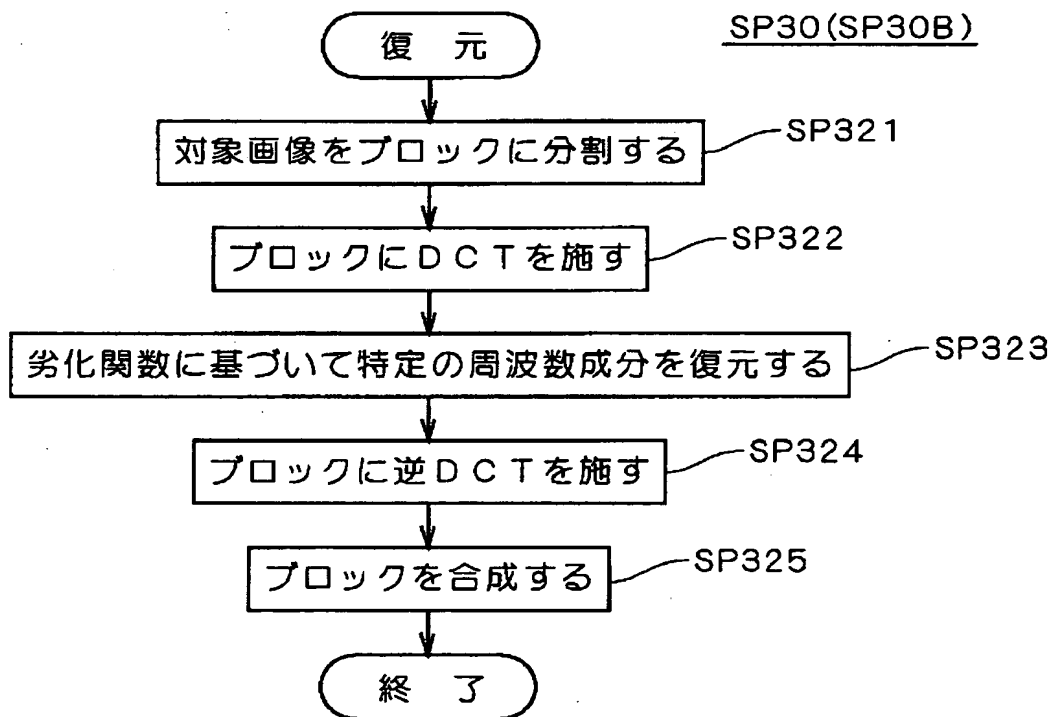 SP30(SP30B)
復 元
対象画像をブロックに分割する
SP321
ブロックにDCTを施す
SP322
劣化関数に基づいて特定の周波数成分を復元する
SP323
ブロックに逆DCTを施す
SP324
ブロックを合成する
SP325
終 了